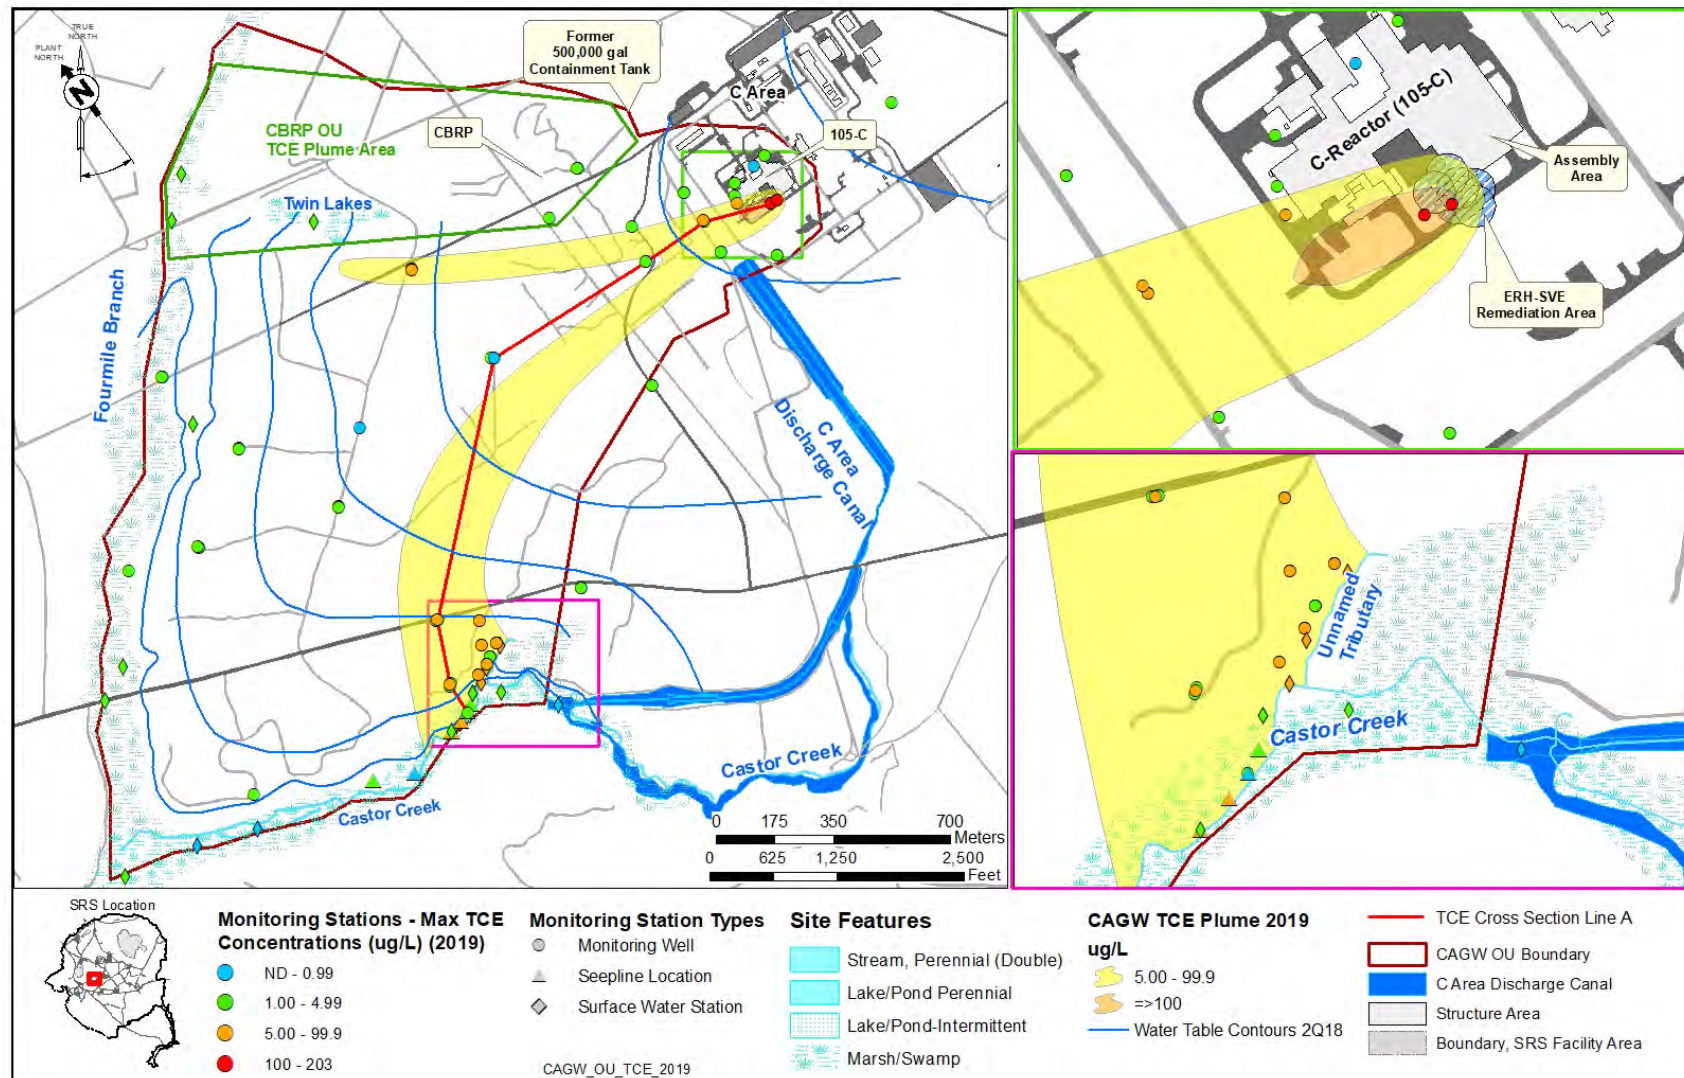 TRUE
NORTH
PLANT
NORTH
N
Former
500,000 gal
Containment Tank
C Area
CBRP OU
TCE Plume Area
CBRP
105-C
Twin Lakes
Fourmile Branch
C Area
Discharge Canal
Castor Creek
Castor Creek
0 175 350 700
Meters
0 625 1,250 2,500
Feet
C-Reactor (105-C)
Assembly
Area
ERH-SVE
Remediation Area
Unnamed
Tributary
Castor Creek
SRS Location
Monitoring Stations - Max TCE
Concentrations (ug/L) (2019)
ND - 0.99
1.00 - 4.99
5.00 - 99.9
100 - 203
Monitoring Station Types
Monitoring Well
Seepline Location
Surface Water Station
CAGW_OU_TCE_2019
Site Features
Stream, Perennial (Double)
Lake/Pond Perennial
Lake/Pond-Intermittent
Marsh/Swamp
CAGW TCE Plume 2019
ug/L
5.00 - 99.9
=>100
Water Table Contours 2Q18
TCE Cross Section Line A
CAGW OU Boundary
C Area Discharge Canal
Structure Area
Boundary, SRS Facility Area